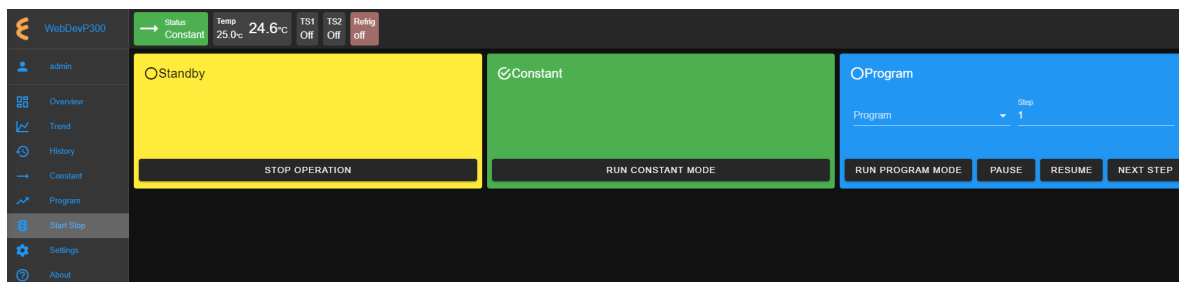 WebDevP300
admin
Overview
Trend
History
Constant
Program
Start Stop
Settings
About
Status
Constant
Temp
25.0°C 24.6°C
TS1
Off
TS2
Off
Refrig
off
Standby
STOP OPERATION
Constant
RUN CONSTANT MODE
Program
Program
Step
1
RUN PROGRAM MODE
PAUSE
RESUME
NEXT STEP